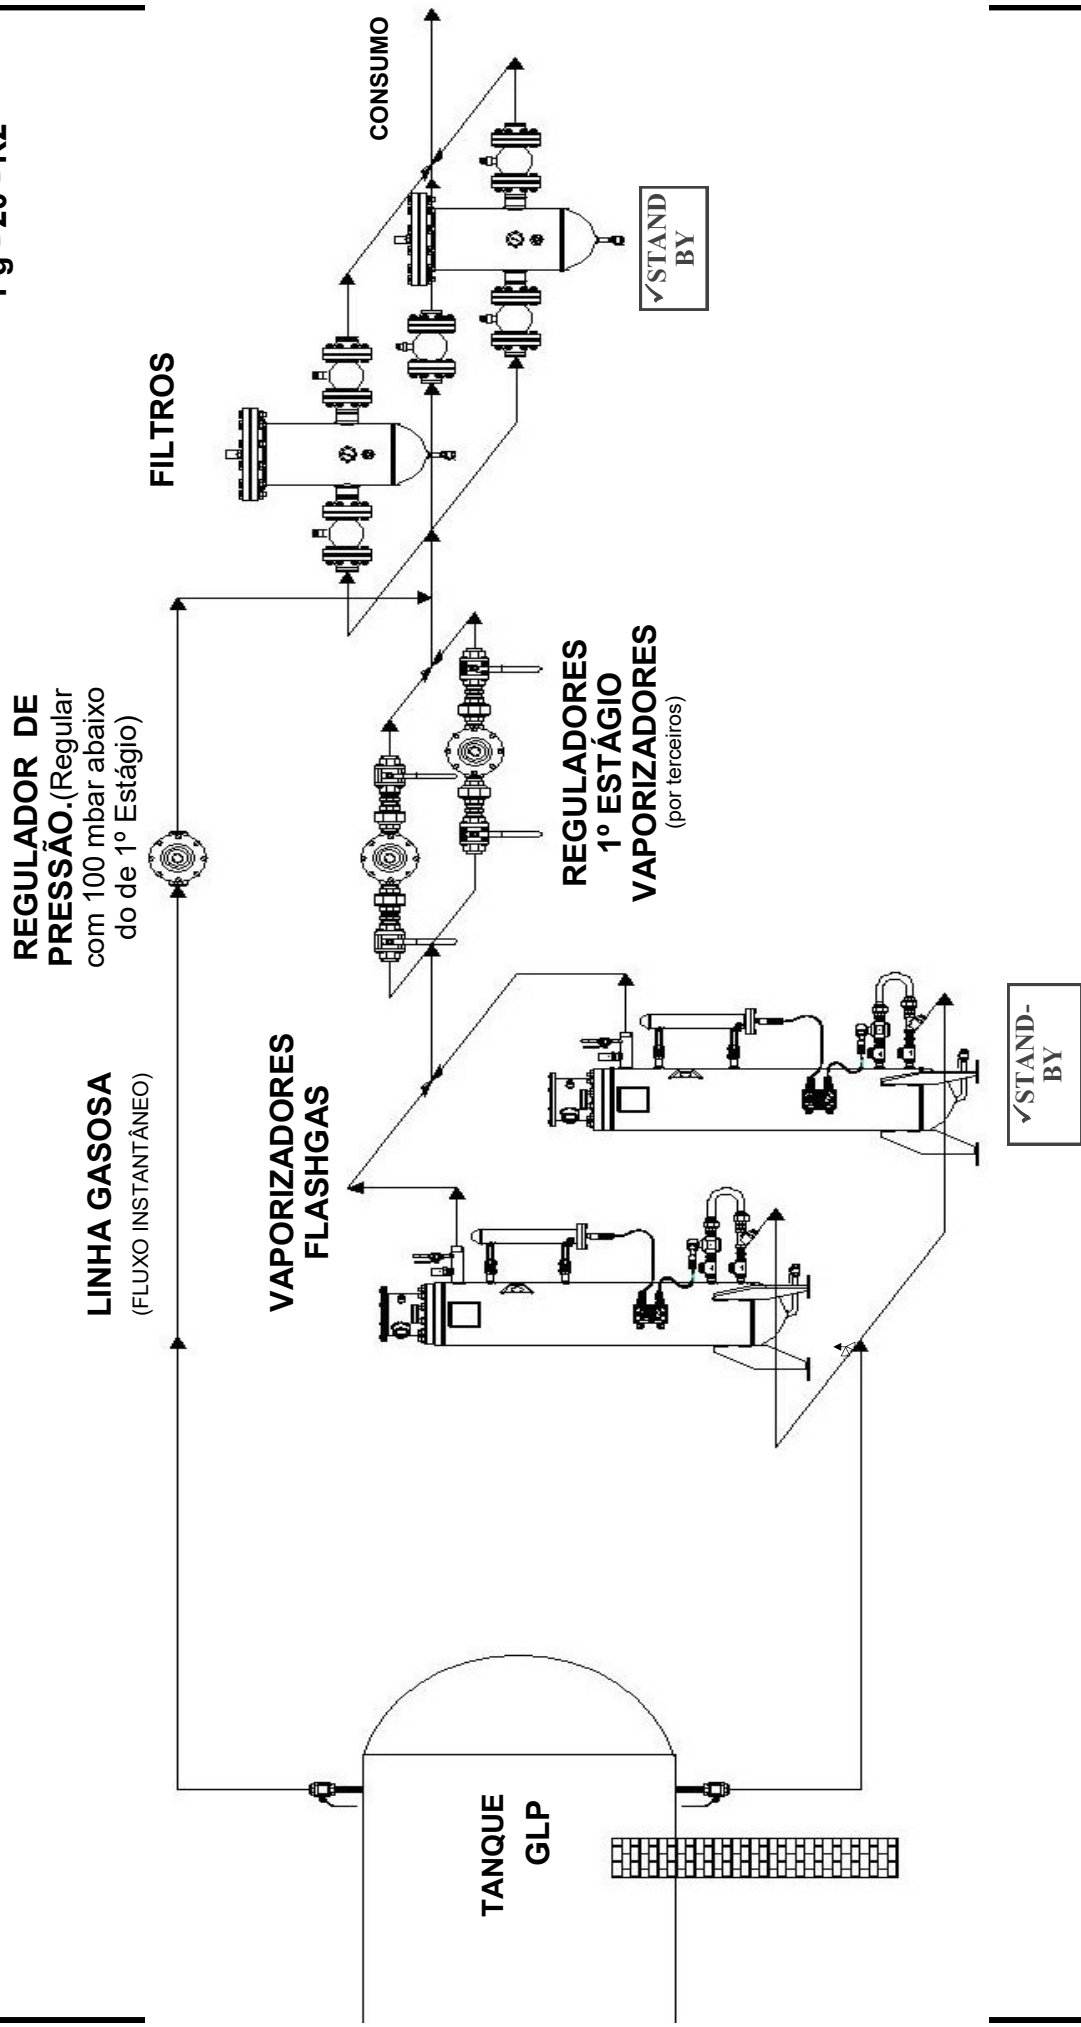 REGULADOR DE
PRESSÃO.(Regular
com 100 mbar abaixo
do de 1º Estágio)
LINHA GASOSA
(FLUXO INSTANTÂNEO)
FILTROS
CONSUMO
VAPORIZADORES
FLASHGAS
REGULADORES
1º ESTÁGIO
VAPORIZADORES
(por terceiros)
✓STAND
BY
✓STAND-
BY
TANQUE
GLP